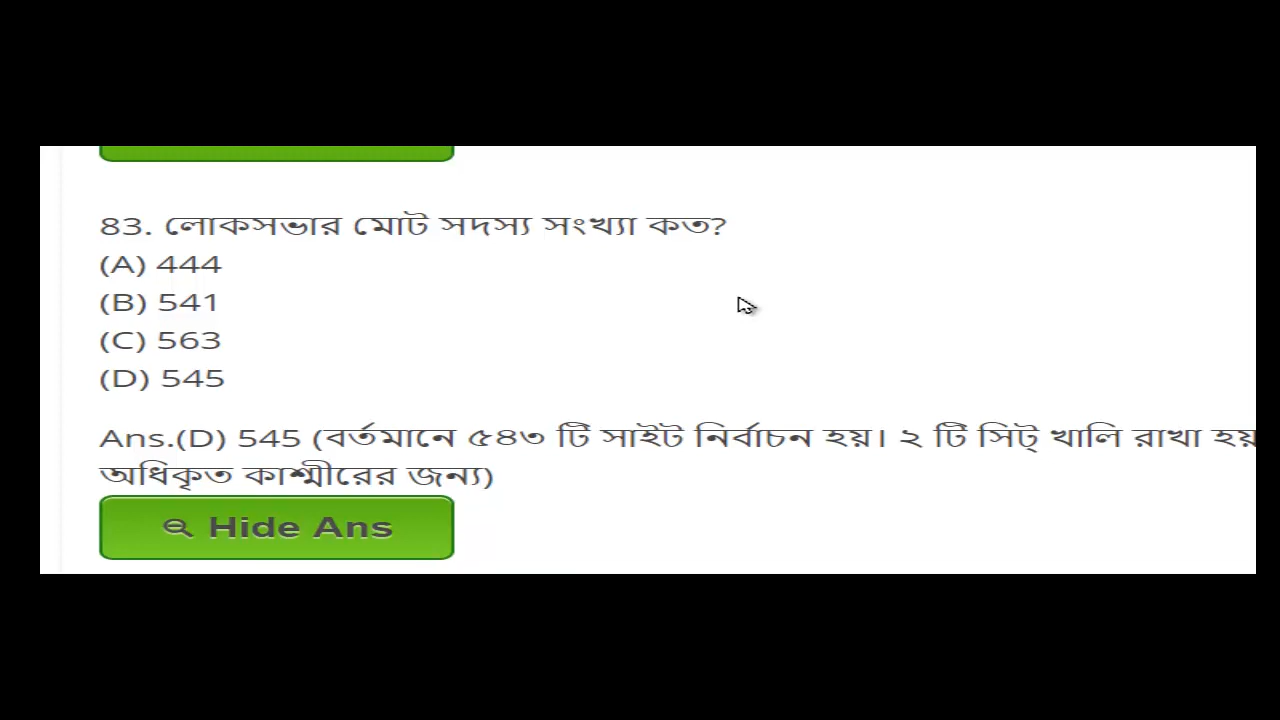 83. লোকসভার মোট সদস্য সংখ্যা কত?
(A) 444
(B) 541
(C) 563
(D) 545
Ans.(D) 545 (বর্তমানে ৫৪৩ টি সাইট নির্বাচন হয়। ২ টি সিট্ খালি রাখা হয়
অধিকৃত কাশ্মীরের জন্য)
Hide Ans